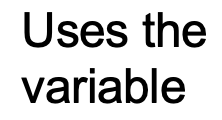 Uses the
variable